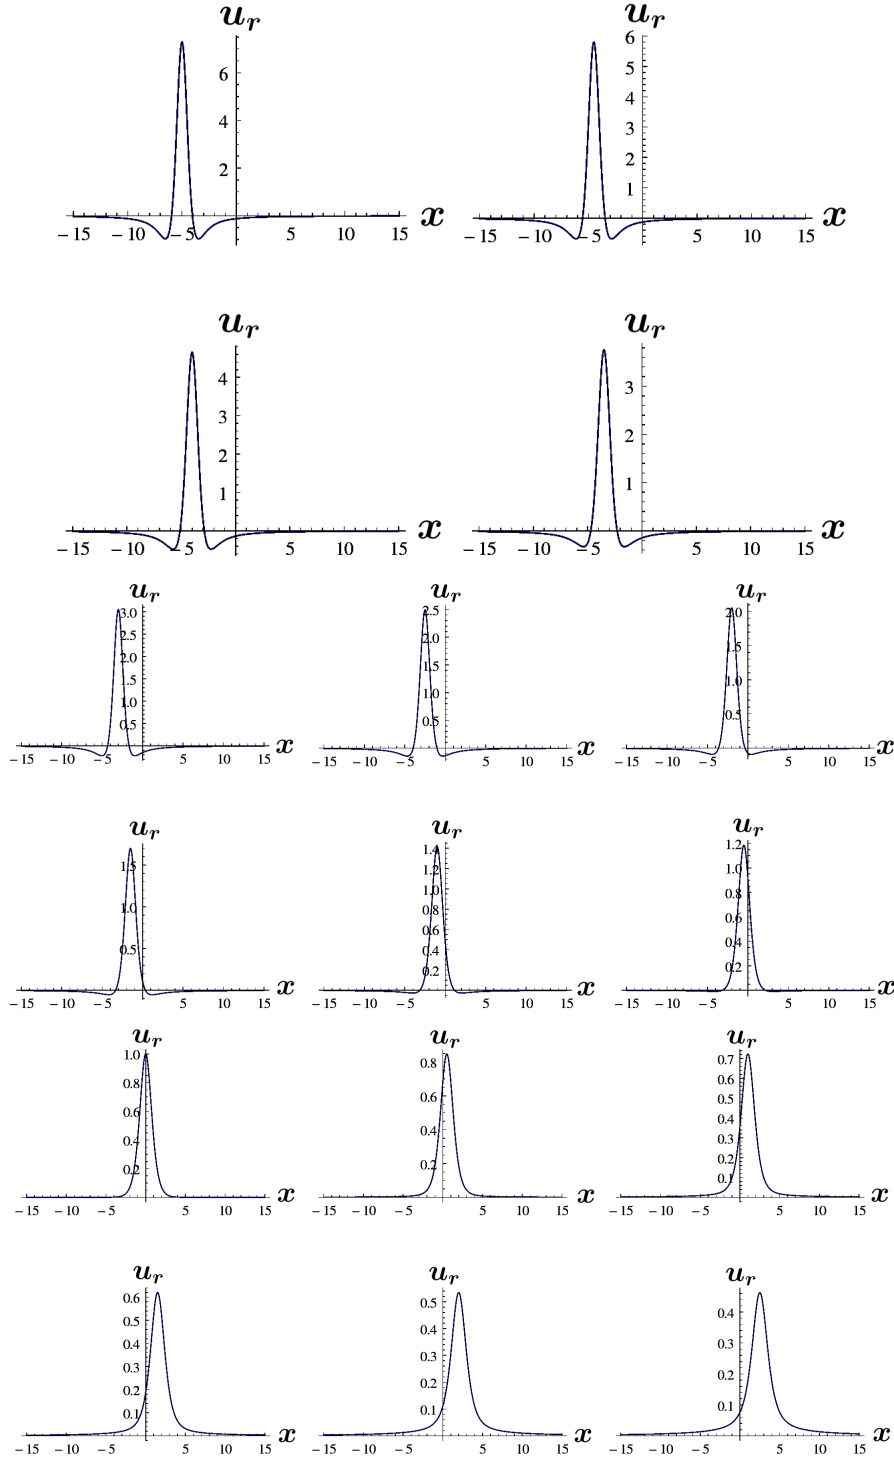 u_r u_r
6 4 2 6 5 4 3 2 1
x x
−15 −10 −5 5 10 15 −15 −10 −5 5 10 15
u_r u_r
4 3 2 1 3 2 1
x x
−15 −10 −5 5 10 15 −15 −10 −5 5 10 15
u_r u_r u_r
3.0 2.5 2.0 1.5 1.0 0.5 2.5 2.0 1.5 1.0 0.5 2.0 1.5 1.0 0.5
x x x
−15 −10 −5 5 10 15 −15 −10 −5 5 10 15 −15 −10 −5 5 10 15
u_r u_r u_r
1.5 1.0 0.5 1.4 1.2 1.0 0.8 0.6 0.4 0.2 1.2 1.0 0.8 0.6 0.4 0.2
x x x
−15 −10 −5 5 10 15 −15 −10 −5 5 10 15 −15 −10 −5 5 10 15
u_r u_r u_r
1.0 0.8 0.6 0.4 0.2 0.8 0.6 0.4 0.2 0.7 0.6 0.5 0.4 0.3 0.2 0.1
x x x
−15 −10 −5 5 10 15 −15 −10 −5 5 10 15 −15 −10 −5 5 10 15
u_r u_r u_r
0.6 0.5 0.4 0.3 0.2 0.1 0.5 0.4 0.3 0.2 0.1 0.4 0.3 0.2 0.1
x x x
−15 −10 −5 5 10 15 −15 −10 −5 5 10 15 −15 −10 −5 5 10 15